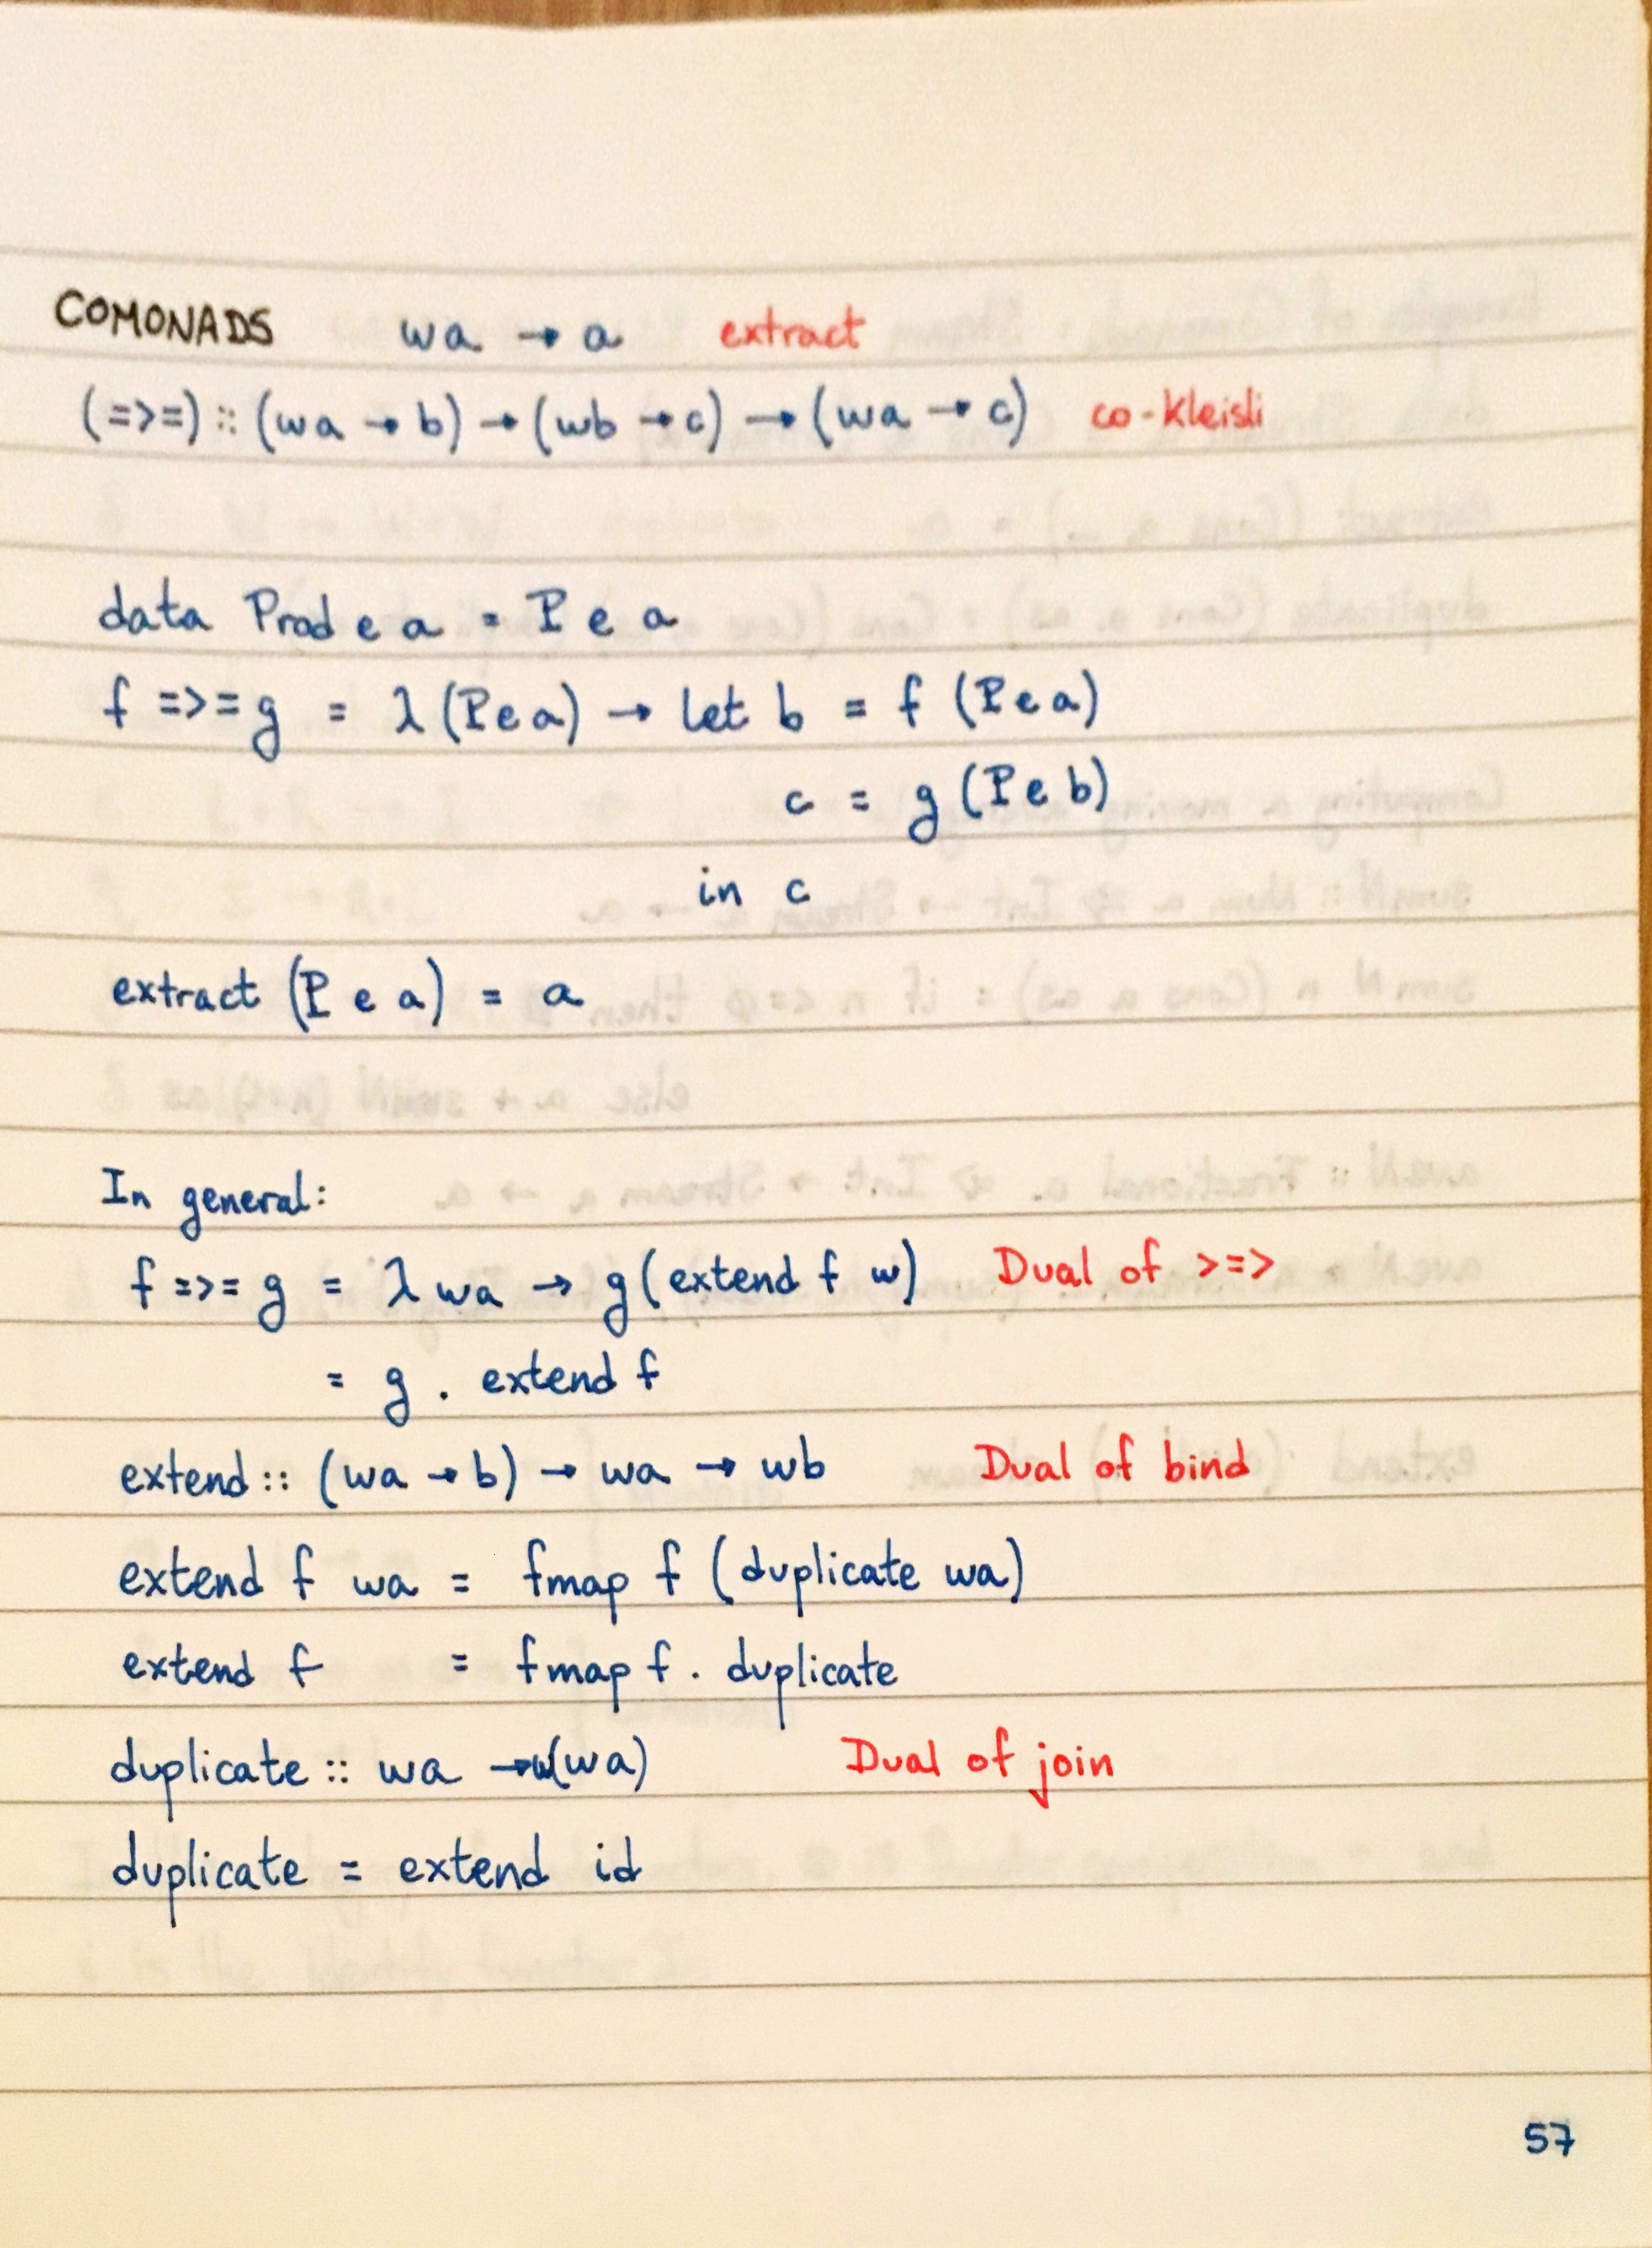 COMONADS wa → a extract
(=>=) :: (wa → b) → (wb → c) → (wa → c) co-Kleisli
data Prod e a = P e a
f =>= g = λ (P e a) → let b = f (P e a)
c = g (P e b)
in c
extract (P e a) = a
In general:
f =>= g = λ wa → g (extend f w) Dual of >=>
= g . extend f
extend :: (wa → b) → wa → wb Dual of bind
extend f wa = fmap f (duplicate wa)
extend f = fmap f . duplicate
duplicate :: wa → w(wa) Dual of join
duplicate = extend id
57